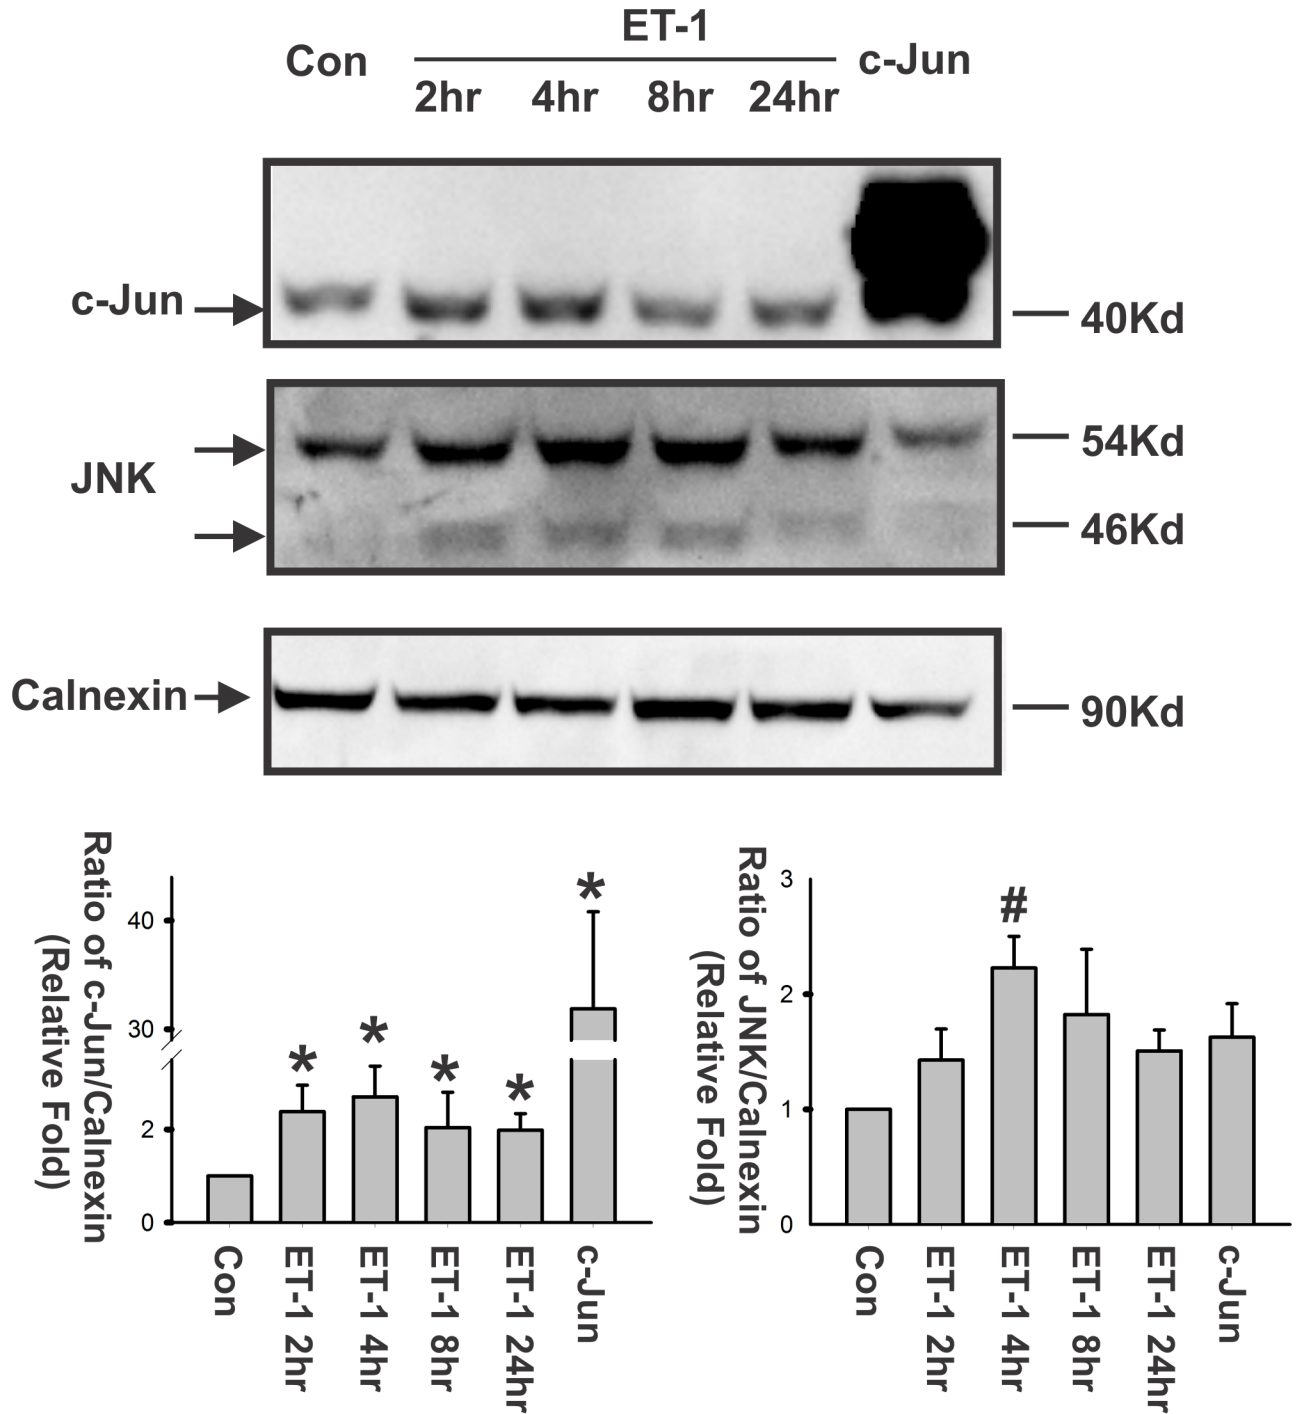 ET-1
Con
c-Jun
2hr 4hr 8hr 24hr
c-Jun
40Kd
JNK
54Kd
46Kd
Calnexin
90Kd
Ratio of c-Jun/Calnexin
(Relative Fold)
40
30
2
0
*
*
*
*
*
Con
ET-1 2hr
ET-1 4hr
ET-1 8hr
ET-1 24hr
c-Jun
Ratio of JNK/Calnexin
(Relative Fold)
3
2
1
0
#
Con
ET-1 2hr
ET-1 4hr
ET-1 8hr
ET-1 24hr
c-Jun